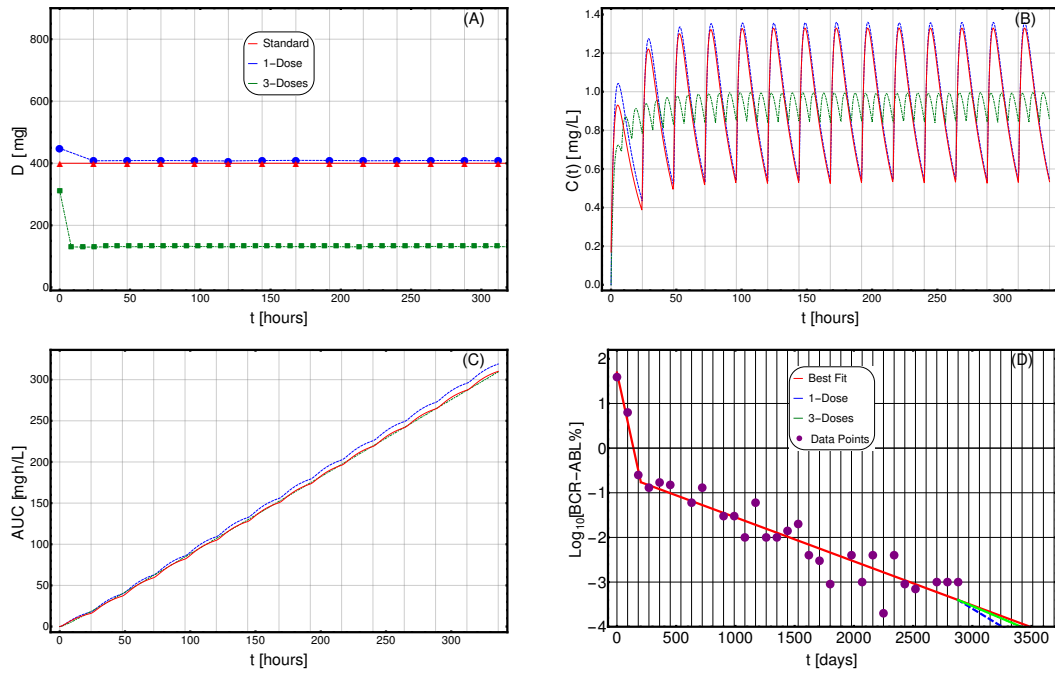 (A)
800
600
400
200
0
D [mg]
Standard
1-Dose
3-Doses
0 50 100 150 200 250 300
t [hours]
(B)
1.4
1.2
1.0
0.8
0.6
0.4
0.2
0.0
C(t) [mg/L]
0 50 100 150 200 250 300
t [hours]
(C)
300
250
200
150
100
50
0
AUC [mgh/L]
0 50 100 150 200 250 300
t [hours]
(D)
2
1
0
−1
−2
−3
−4
Log10[BCR-ABL%]
Best Fit
1-Dose
3-Doses
Data Points
0 500 1000 1500 2000 2500 3000 3500
t [days]